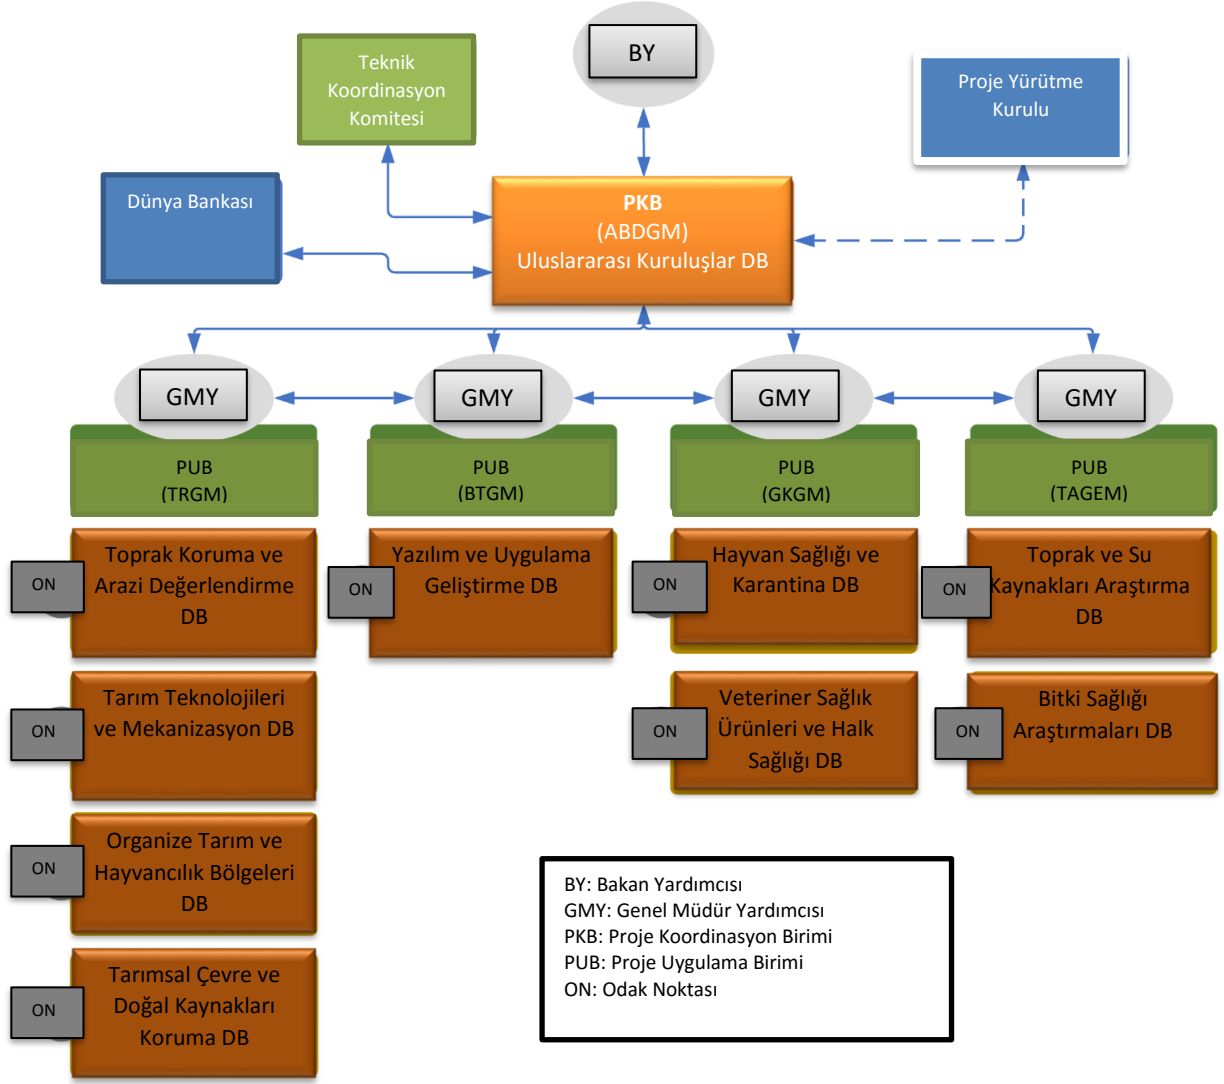 BY
Teknik
Koordinasyon
Komitesi
Proje Yürütme
Kurulu
Dünya Bankası
PKB
(ABDGM)
Uluslararası Kuruluşlar DB
GMY
GMY
GMY
GMY
PUB
(TRGM)
PUB
(BTGM)
PUB
(GKGM)
PUB
(TAGEM)
ON
Toprak Koruma ve
Arazi Değerlendirme
DB
ON
Yazılım ve Uygulama
Geliştirme DB
ON
Hayvan Sağlığı ve
Karantina DB
ON
Toprak ve Su
Kaynakları Araştırma
DB
ON
Tarım Teknolojileri
ve Mekanizasyon DB
ON
Veteriner Sağlık
Ürünleri ve Halk
Sağlığı DB
ON
Bitki Sağlığı
Araştırmaları DB
ON
Organize Tarım ve
Hayvancılık Bölgeleri
DB
ON
Tarımsal Çevre ve
Doğal Kaynakları
Koruma DB
BY: Bakan Yardımcısı
GMY: Genel Müdür Yardımcısı
PKB: Proje Koordinasyon Birimi
PUB: Proje Uygulama Birimi
ON: Odak Noktası